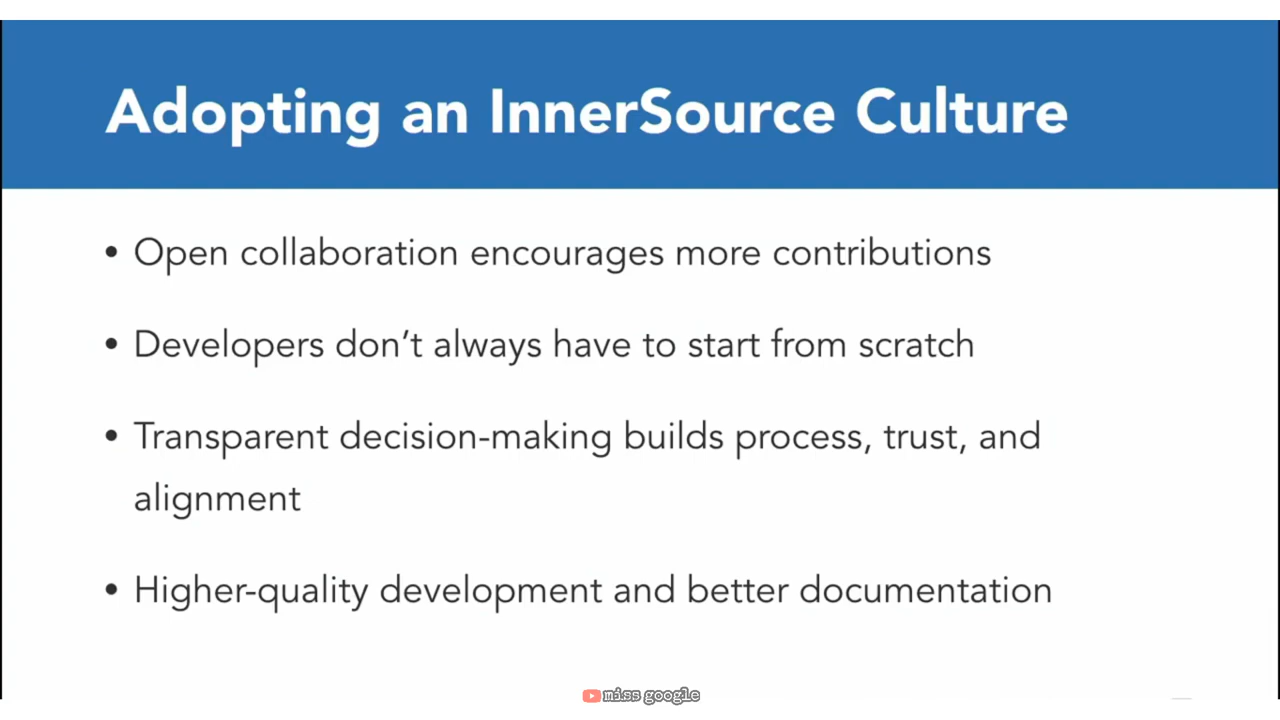 Adopting an InnerSource Culture
• Open collaboration encourages more contributions
• Developers don’t always have to start from scratch
• Transparent decision-making builds process, trust, and
alignment
• Higher-quality development and better documentation
miss google